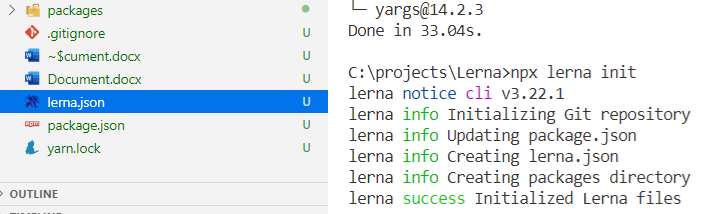 packages
.gitignore U
~$cument.docx U
Document.docx U
lerna.json U
package.json U
yarn.lock U
OUTLINE
└─ yargs@14.2.3
Done in 33.04s.
C:\projects\Lerna>npx lerna init
lerna notice cli v3.22.1
lerna info Initializing Git repository
lerna info Updating package.json
lerna info Creating lerna.json
lerna info Creating packages directory
lerna success Initialized Lerna files